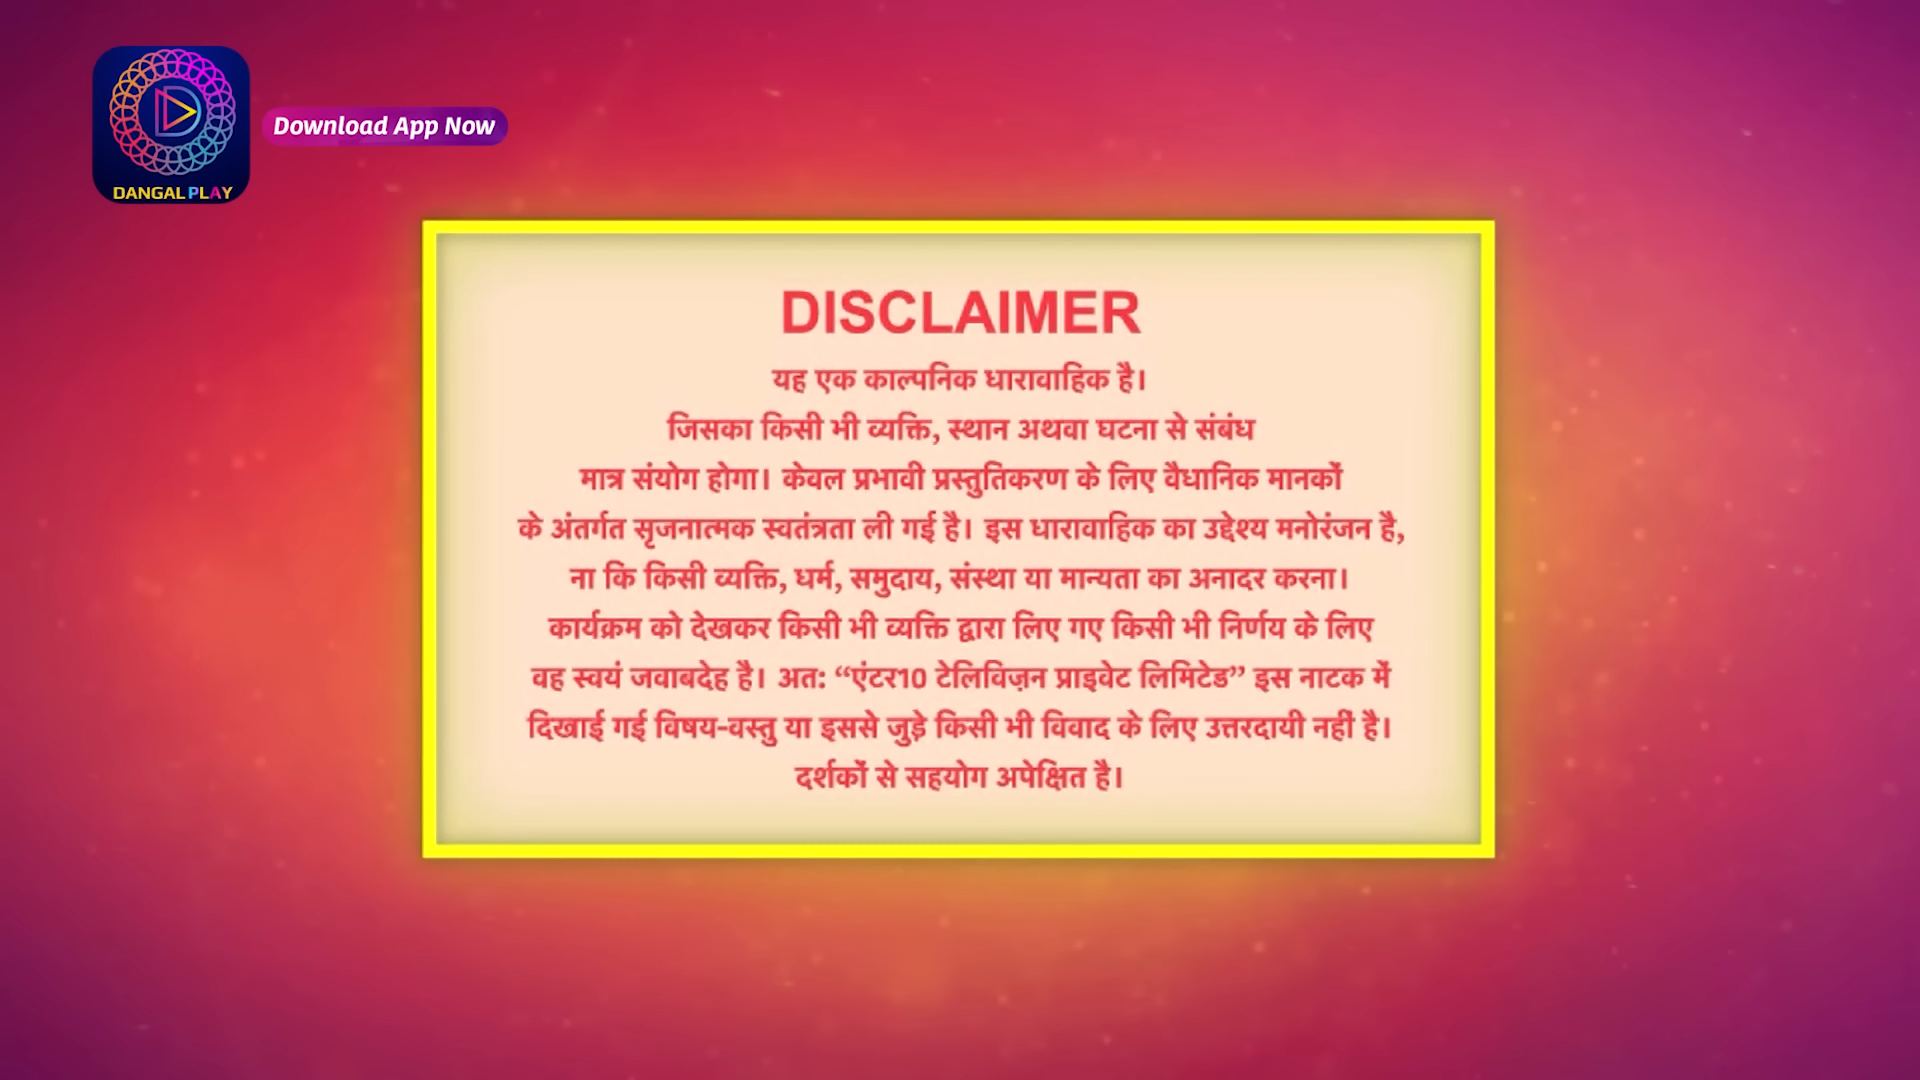 DANGAL PLAY
Download App Now
DISCLAIMER
यह एक काल्पनिक धारावाहिक है।
जिसका किसी भी व्यक्ति, स्थान अथवा घटना से संबंध
मात्र संयोग होगा। केवल प्रभावी प्रस्तुतिकरण के लिए वैधानिक मानकों
के अंतर्गत सृजनात्मक स्वतंत्रता ली गई है। इस धारावाहिक का उद्देश्य मनोरंजन है,
ना कि किसी व्यक्ति, धर्म, समुदाय, संस्था या मान्यता का अनादर करना।
कार्यक्रम को देखकर किसी भी व्यक्ति द्वारा लिए गए किसी भी निर्णय के लिए
वह स्वयं जवाबदेह है। अत: “एंटर10 टेलिविज़न प्राइवेट लिमिटेड” इस नाटक में
दिखाई गई विषय-वस्तु या इससे जुड़े किसी भी विवाद के लिए उत्तरदायी नहीं है।
दर्शकों से सहयोग अपेक्षित है।